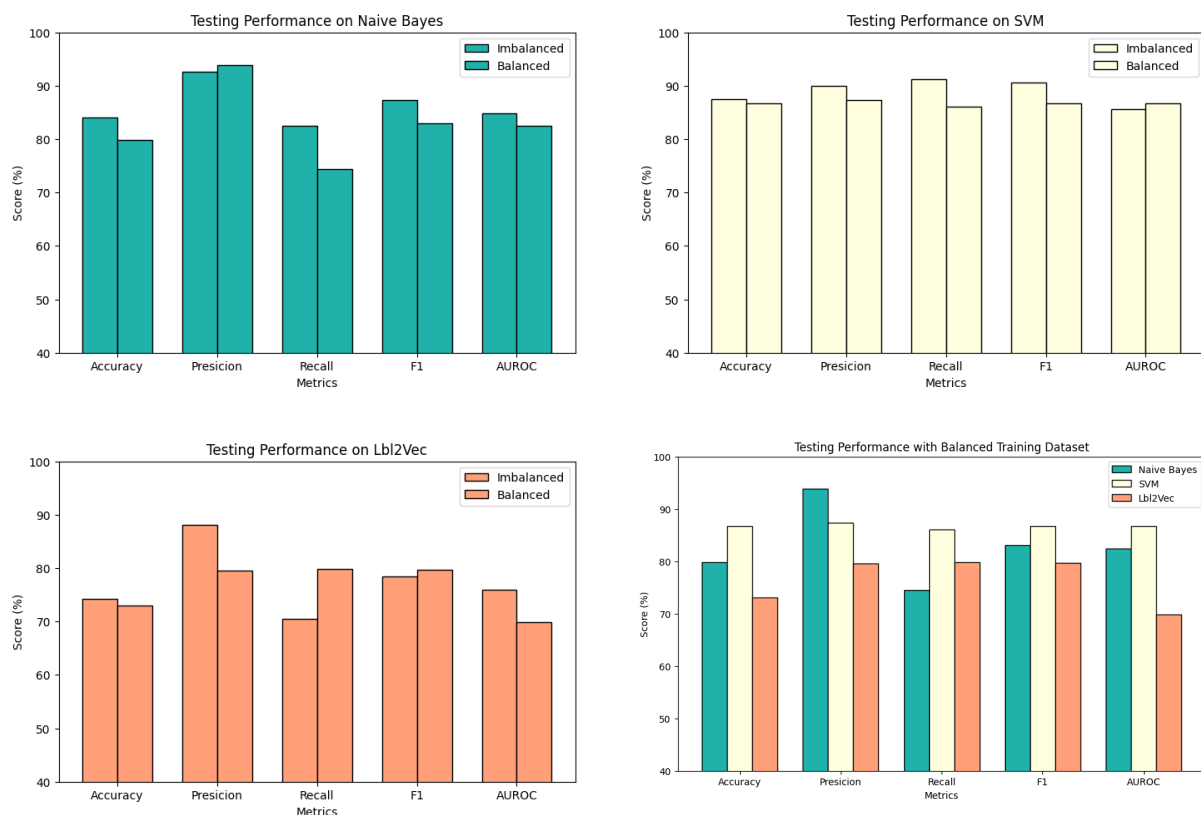 Testing Performance on Naive Bayes
100
90
80
70
60
50
40
Score (%)
Imbalanced
Balanced
Accuracy Presicion Recall F1 AUROC
Metrics
Testing Performance on SVM
100
90
80
70
60
50
40
Score (%)
Imbalanced
Balanced
Accuracy Presicion Recall F1 AUROC
Metrics
Testing Performance on Lbl2Vec
100
90
80
70
60
50
40
Score (%)
Imbalanced
Balanced
Accuracy Presicion Recall F1 AUROC
Metrics
Testing Performance with Balanced Training Dataset
100
90
80
70
60
50
40
Score (%)
Naive Bayes
SVM
Lbl2Vec
Accuracy Presicion Recall F1 AUROC
Metrics